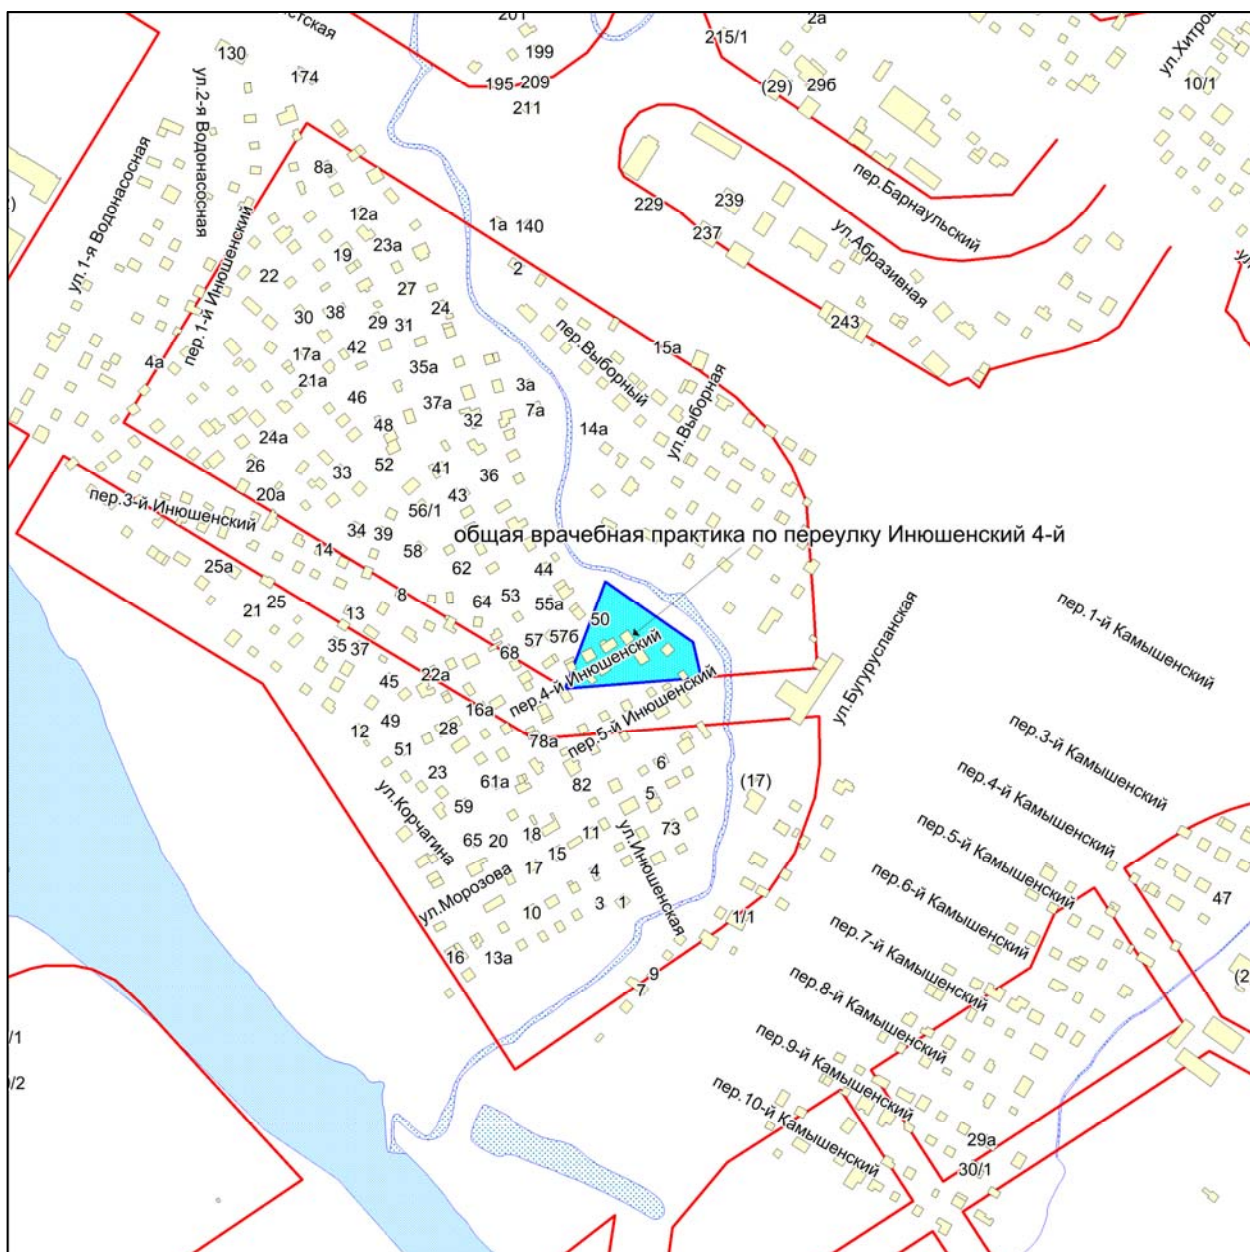 201
2а
130
174
199
195
209
211
215/1
(29)
29б
ул.Хитров
10/1
ул.2-я Водонасосная
ул.1-я Водонасосная
8а
12а
23а
19
22
27
24
30
38
29
31
1а
140
2
229
239
237
243
пер.Барнаульский
ул.Абразивная
пер. 1-й Инюшенский
4а
17а
42
21а
35а
46
37а
3а
7а
32
48
24а
пер.Выборный
15а
ул.Выборная
14а
26
20а
33
52
41
36
43
56/1
пер.3-й Инюшенский
34
39
14
58
общая врачебная практика по переулку Инюшенский 4-й
25а
21
25
13
8
62
44
64
53
55а
50
57
57б
68
35
37
22а
45
пер.4-й Инюшенский
пер.5-й Инюшенский
ул.Бугурусланская
16а
49
12
51
28
78а
23
61а
82
6
5
(17)
59
ул.Корчагина
65
20
18
11
15
17
73
ул.Инюшенская
4
ул.Морозова
10
3
1
1/1
16
13а
9
7
пер.1-й Камышенский
пер.3-й Камышенский
пер.4-й Камышенский
пер.5-й Камышенский
47
пер.6-й Камышенский
пер.7-й Камышенский
пер.8-й Камышенский
пер.9-й Камышенский
пер.10-й Камышенский
29а
30/1
/1
/2
(2